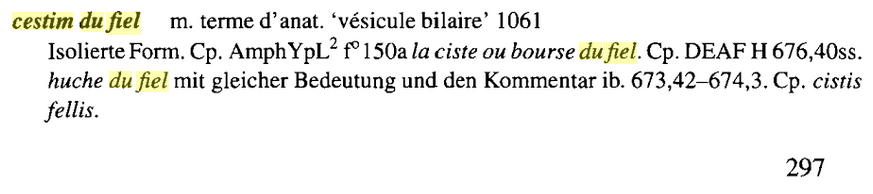 cestim du fiel m. terme d'anat. ‘vésicule bilaire’ 1061
Isolierte Form. Cp. AmphYpL² f° 150a la ciste ou bourse du fiel. Cp. DEAF H 676,40ss.
huche du fiel mit gleicher Bedeutung und den Kommentar ib. 673,42–674,3. Cp. cistis
fellis.
297